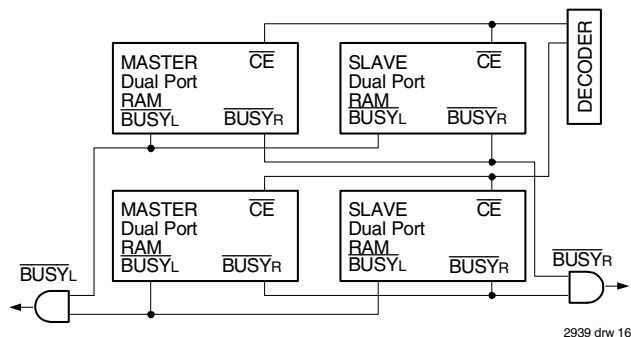 MASTER
Dual Port
RAM
BUSYL
CE
BUSYR
SLAVE
Dual Port
RAM
BUSYL
CE
BUSYR
DECODER
MASTER
Dual Port
RAM
BUSYL
CE
BUSYR
SLAVE
Dual Port
RAM
BUSYL
CE
BUSYR
BUSYL
BUSYR
2939 drw 16